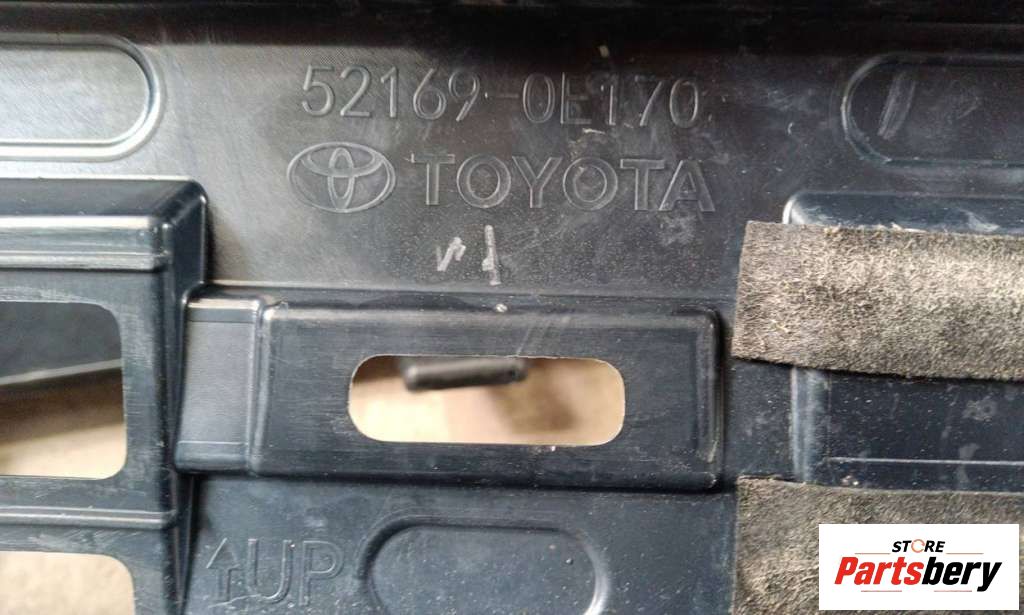 52169-0E170
TOYOTA
UP
STORE
Partsbery